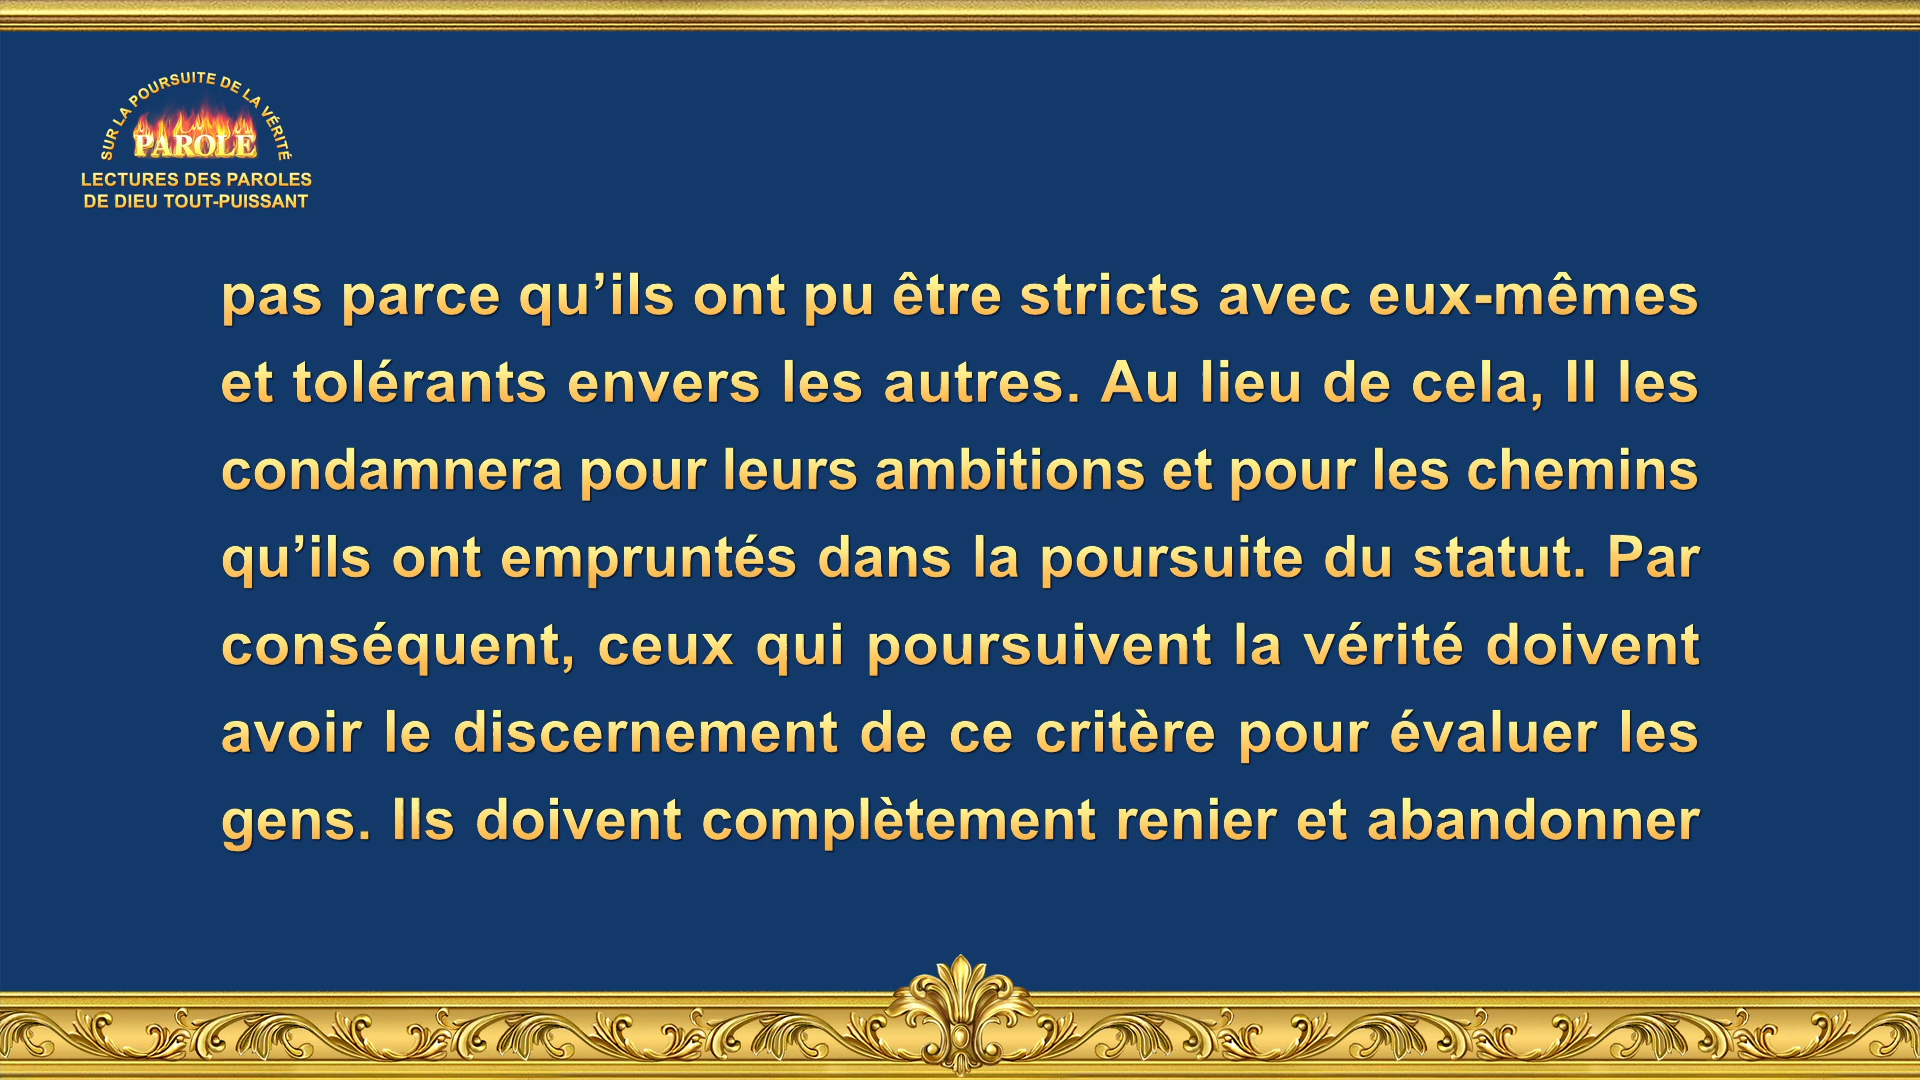 SUR LA POURSUITE DE LA VÉRITÉ
PAROLE
LECTURES DES PAROLES
DE DIEU TOUT-PUISSANT
pas parce qu’ils ont pu être stricts avec eux-mêmes
et tolérants envers les autres. Au lieu de cela, Il les
condamnera pour leurs ambitions et pour les chemins
qu’ils ont empruntés dans la poursuite du statut. Par
conséquent, ceux qui poursuivent la vérité doivent
avoir le discernement de ce critère pour évaluer les
gens. Ils doivent complètement renier et abandonner